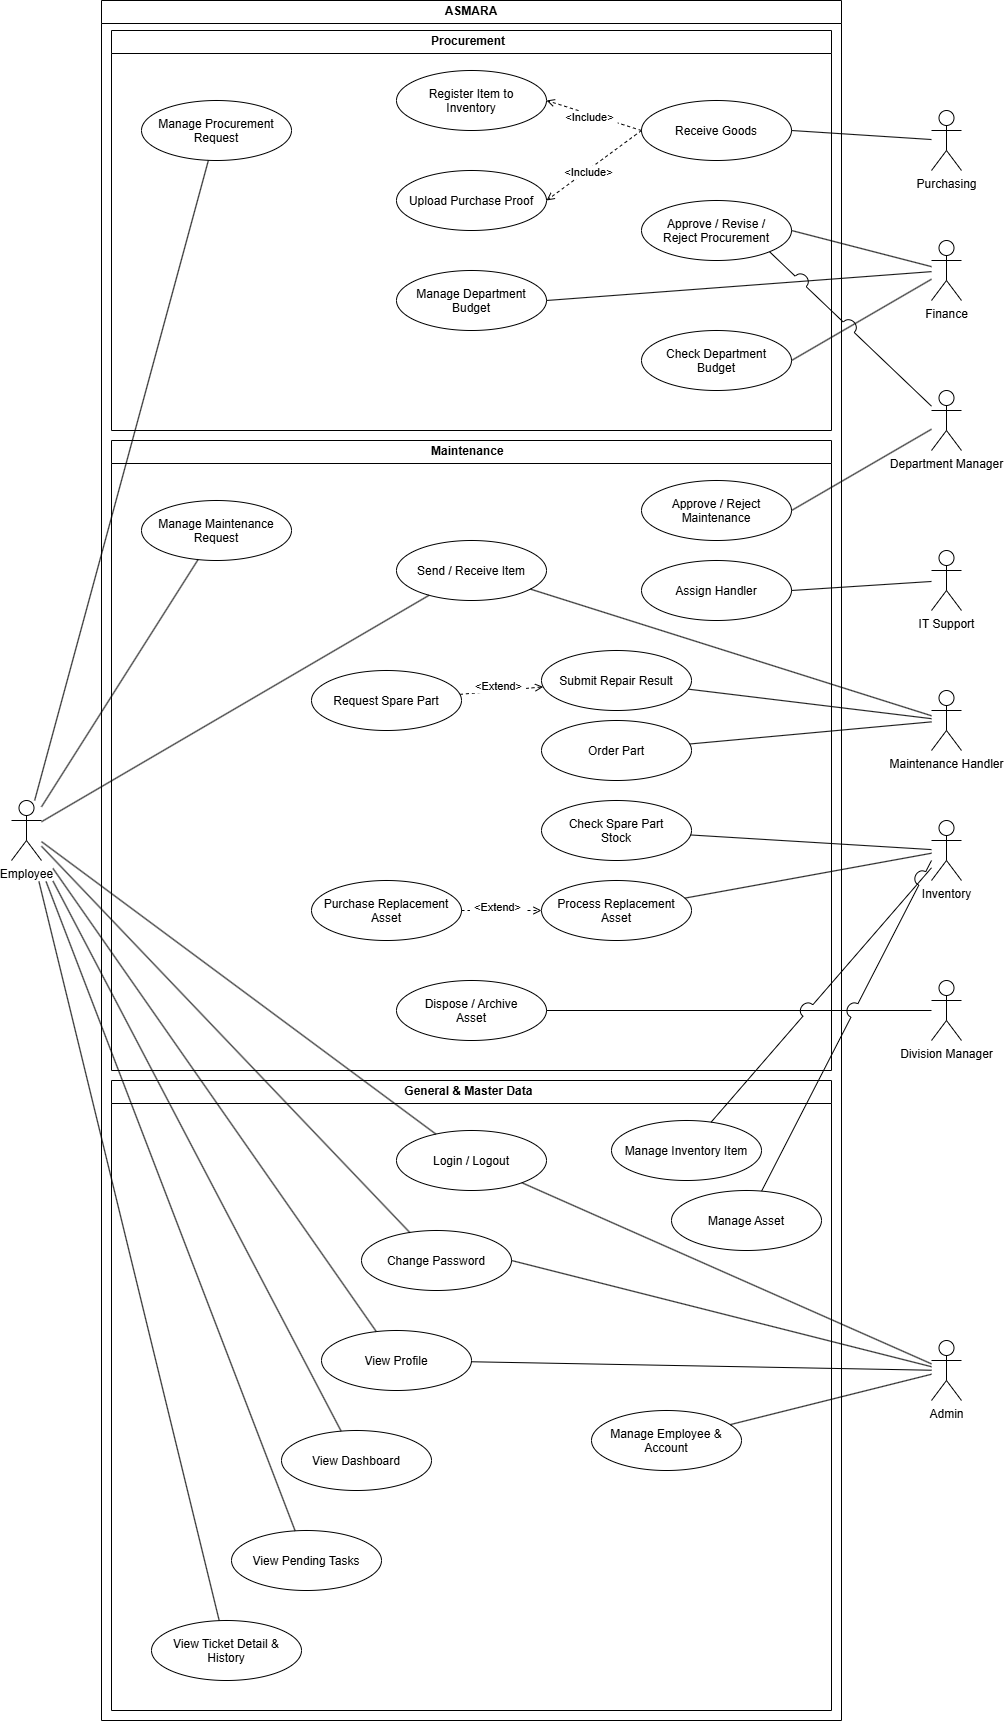 ASMARA
Procurement
Manage Procurement
Request
Register Item to
Inventory
<Include>
Receive Goods
Purchasing
<Include>
Upload Purchase Proof
Approve / Revise /
Reject Procurement
Manage Department
Budget
Finance
Check Department
Budget
Maintenance
Department Manager
Manage Maintenance
Request
Approve / Reject
Maintenance
Send / Receive Item
Assign Handler
IT Support
Request Spare Part
<Extend>
Submit Repair Result
Order Part
Maintenance Handler
Check Spare Part
Stock
Employee
Purchase Replacement
Asset
<Extend>
Process Replacement
Asset
Inventory
Dispose / Archive
Asset
Division Manager
General & Master Data
Login / Logout
Manage Inventory Item
Manage Asset
Change Password
View Profile
Admin
Manage Employee &
Account
View Dashboard
View Pending Tasks
View Ticket Detail &
History